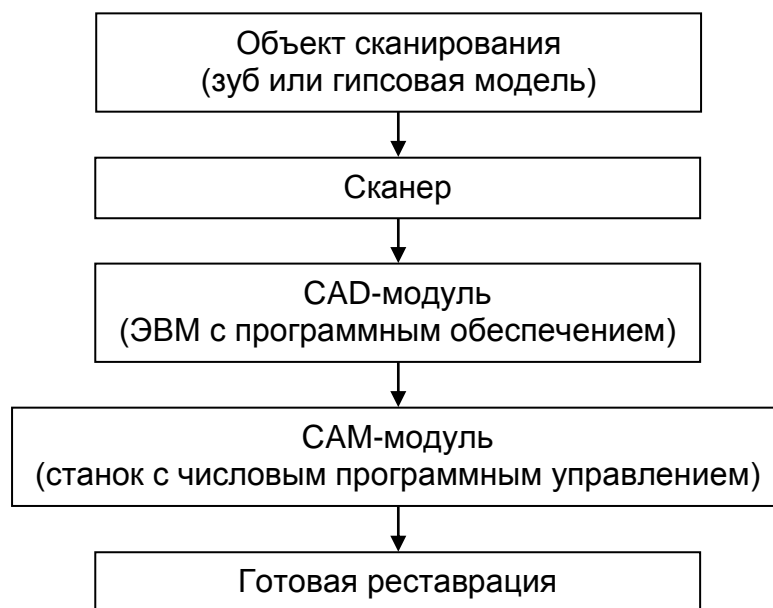 Объект сканирования
(зуб или гипсовая модель)
Сканер
CAD-модуль
(ЭВМ с программным обеспечением)
CAM-модуль
(станок с числовым программным управлением)
Готовая реставрация